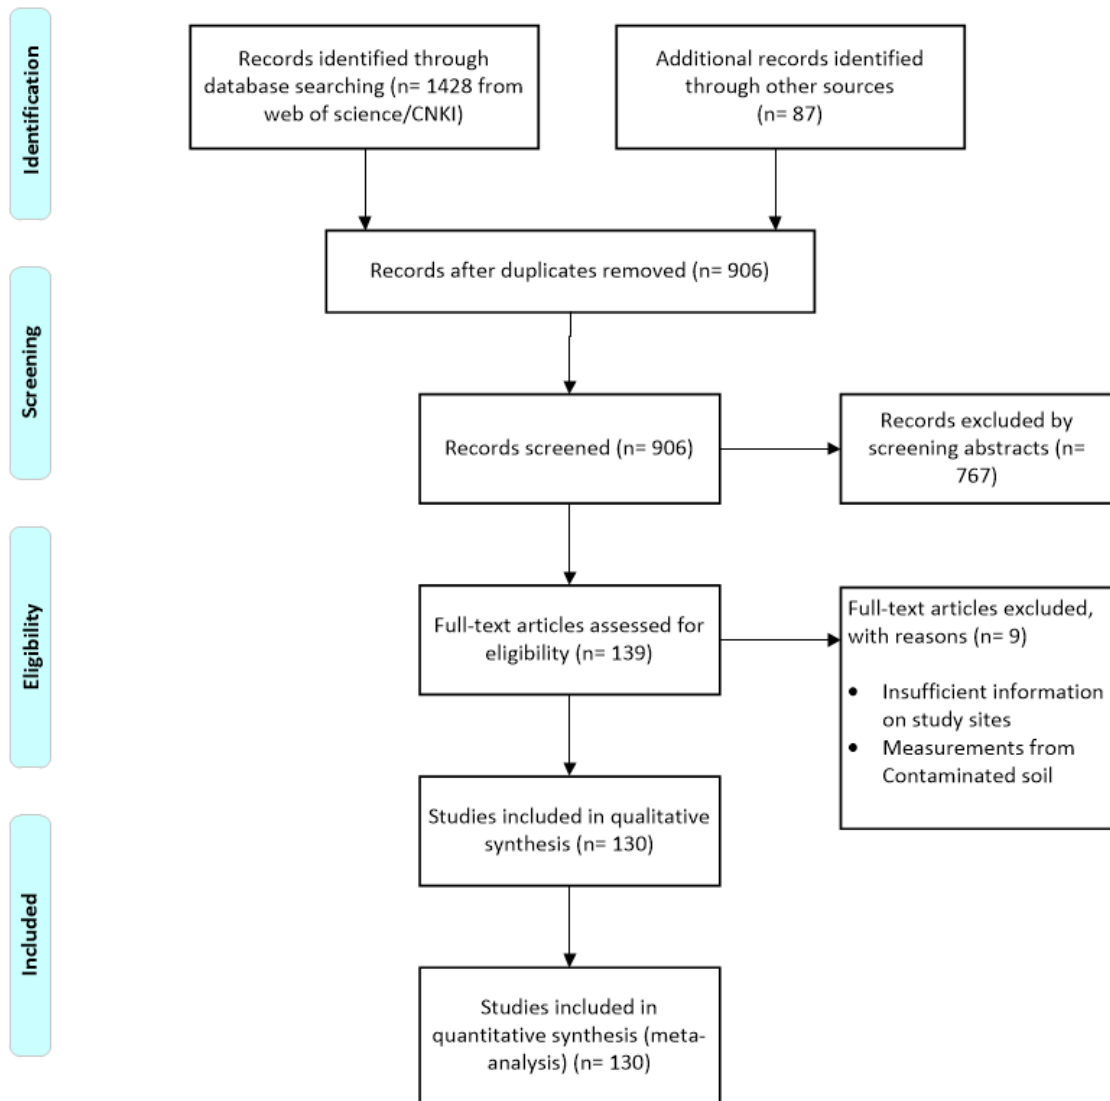 Identification
Records identified through
database searching (n= 1428 from
web of science/CNKI)
Additional records identified
through other sources
(n= 87)
Records after duplicates removed (n= 906)
Screening
Records screened (n= 906)
Records excluded by
screening abstracts (n=
767)
Eligibility
Full-text articles assessed for
eligibility (n= 139)
Full-text articles excluded,
with reasons (n= 9)
• Insufficient information
on study sites
• Measurements from
Contaminated soil
Studies included in qualitative
synthesis (n= 130)
Included
Studies included in
quantitative synthesis (meta-
analysis) (n= 130)